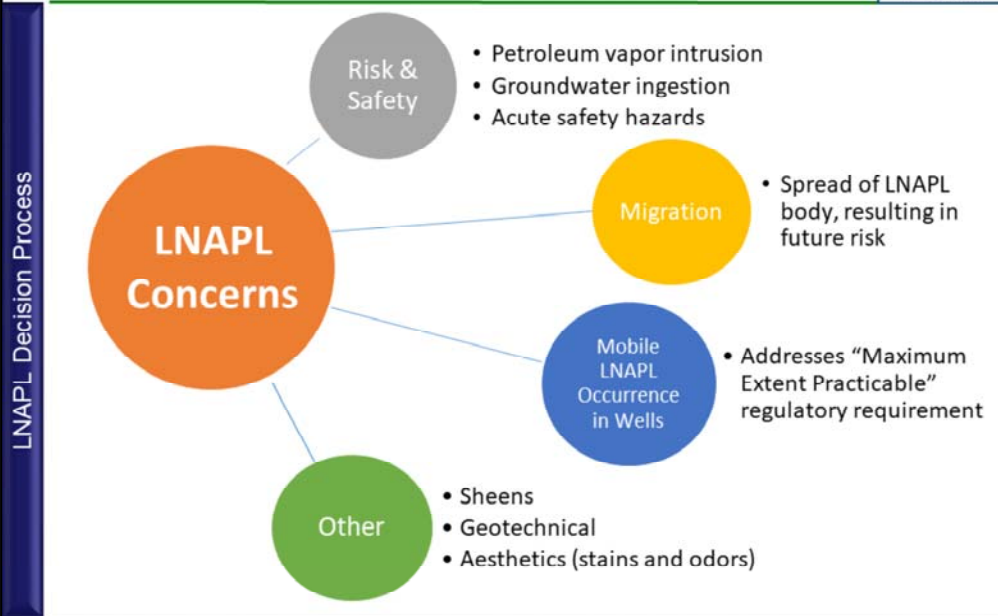 LNAPL Decision Process
LNAPL
Concerns
Risk &
Safety
• Petroleum vapor intrusion
• Groundwater ingestion
• Acute safety hazards
Migration
• Spread of LNAPL
body, resulting in
future risk
Mobile
LNAPL
Occurrence
in Wells
• Addresses “Maximum
Extent Practicable”
regulatory requirement
Other
• Sheens
• Geotechnical
• Aesthetics (stains and odors)